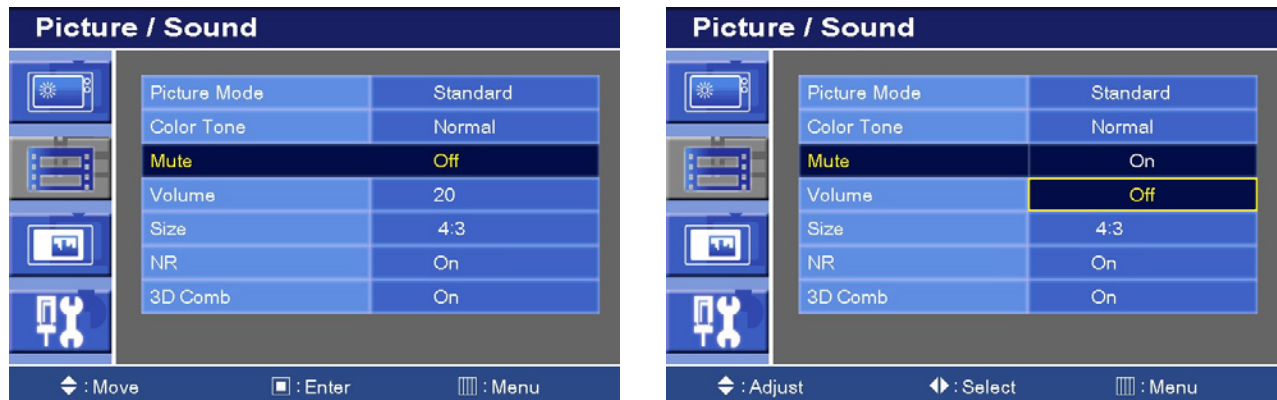 Picture / Sound
Picture Mode Standard
Color Tone Normal
Mute Off
Volume 20
Size 4:3
NR On
3D Comb On
: Move : Enter : Menu
Picture / Sound
Picture Mode Standard
Color Tone Normal
Mute On
Volume Off
Size 4:3
NR On
3D Comb On
: Adjust : Select : Menu